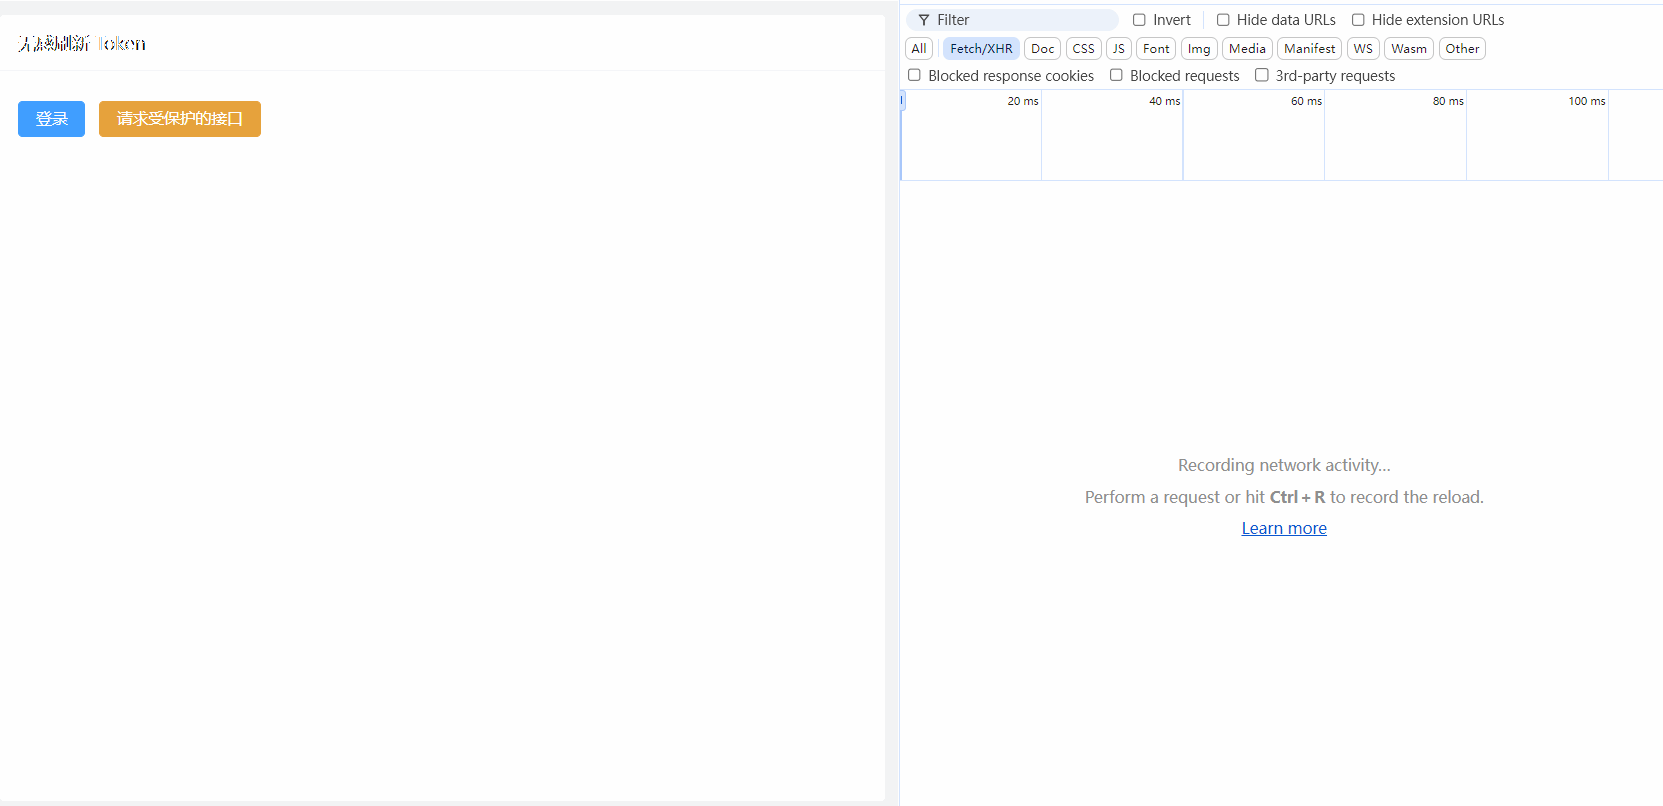 无感刷新 Token
登录 请求受保护的接口
Filter Invert Hide data URLs Hide extension URLs
All Fetch/XHR Doc CSS JS Font Img Media Manifest WS Wasm Other
Blocked response cookies Blocked requests 3rd-party requests
20 ms 40 ms 60 ms 80 ms 100 ms
Recording network activity...
Perform a request or hit Ctrl + R to record the reload.
Learn more